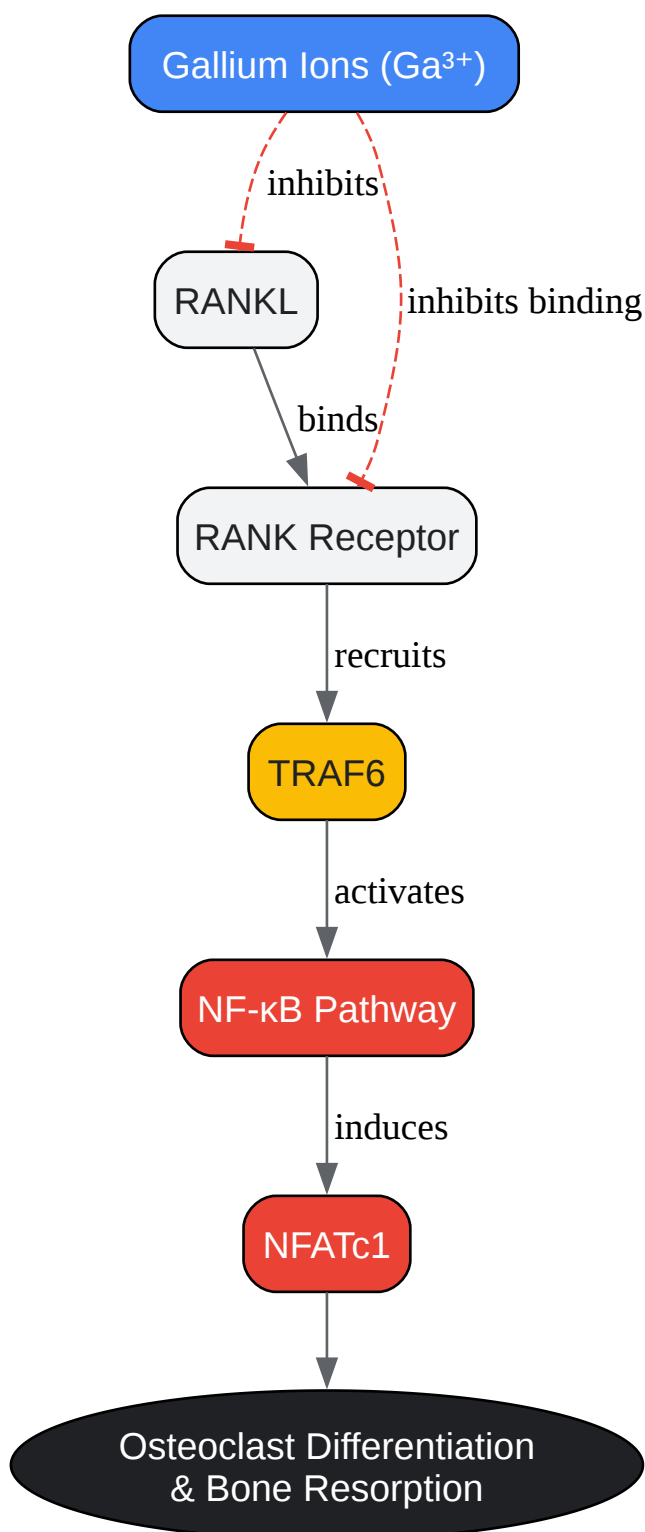 Gallium Ions (Ga³⁺)
inhibits
RANKL
inhibits binding
binds
RANK Receptor
recruits
TRAF6
activates
NF-κB Pathway
induces
NFATc1
Osteoclast Differentiation
& Bone Resorption